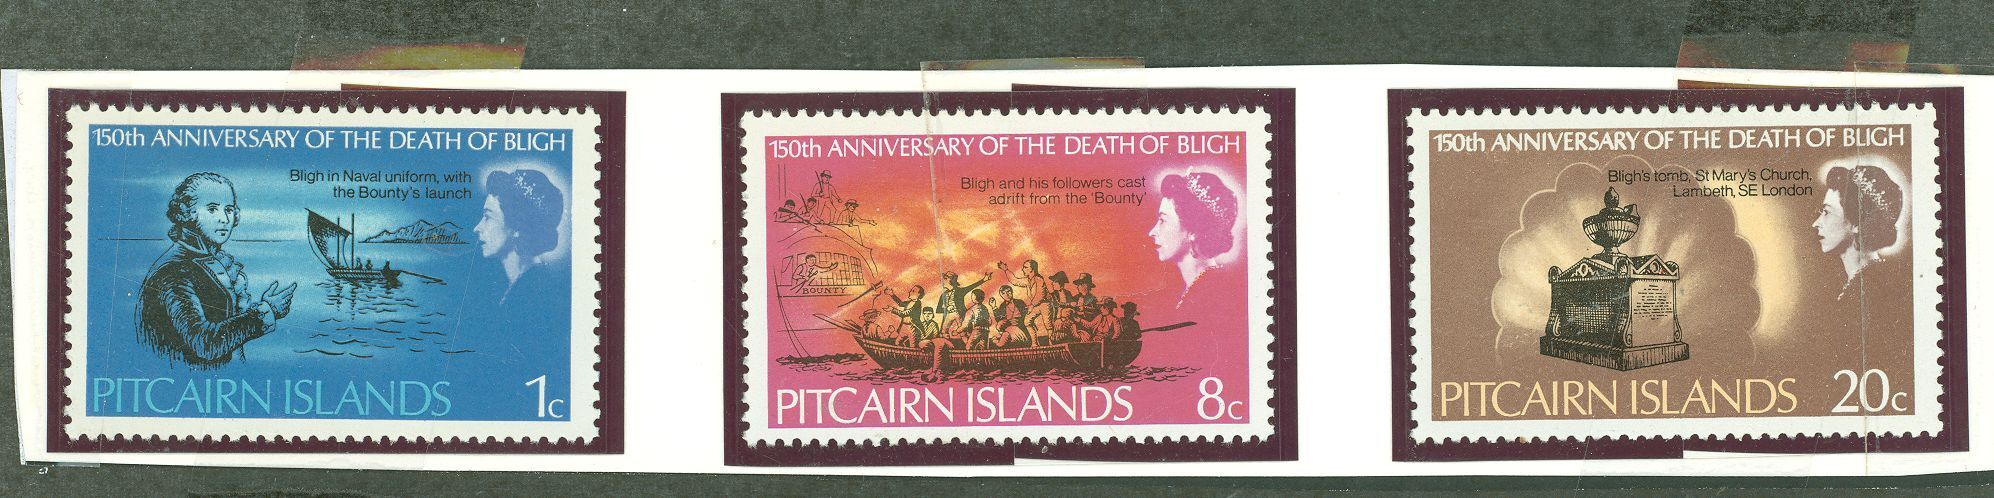 150th ANNIVERSARY OF THE DEATH OF BLIGH
Bligh in Naval uniform, with
the Bounty's launch
PITCAIRN ISLANDS
1c
150th ANNIVERSARY OF THE DEATH OF BLIGH
Bligh and his followers cast
adrift from the 'Bounty'
BOUNTY
PITCAIRN ISLANDS
8c
150th ANNIVERSARY OF THE DEATH OF BLIGH
Bligh's tomb, St Mary's Church,
Lambeth, SE London
PITCAIRN ISLANDS
20c